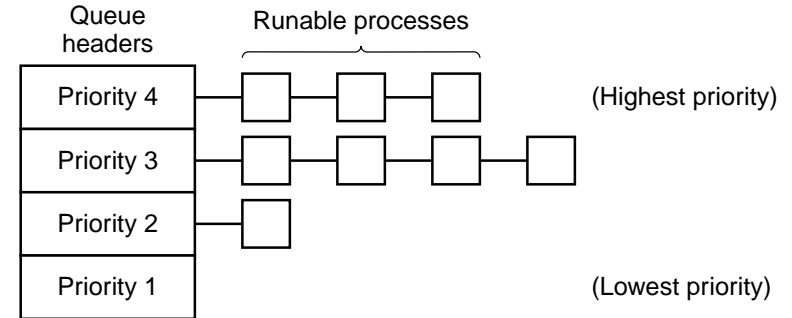 Queue
headers
Runable processes
Priority 4
(Highest priority)
Priority 3
Priority 2
Priority 1
(Lowest priority)